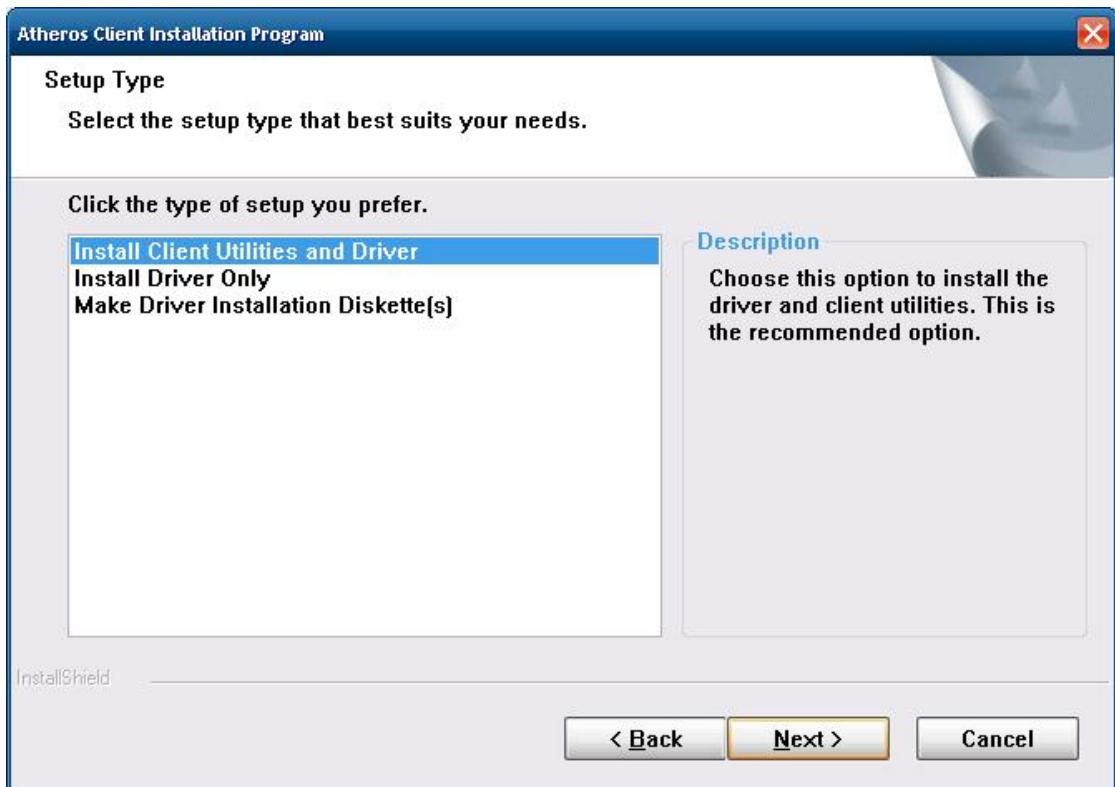 Atheros Client Installation Program
Setup Type
Select the setup type that best suits your needs.
Click the type of setup you prefer.
Install Client Utilities and Driver
Install Driver Only
Make Driver Installation Diskette(s)
Description
Choose this option to install the
driver and client utilities. This is
the recommended option.
InstallShield
< Back
Next >
Cancel